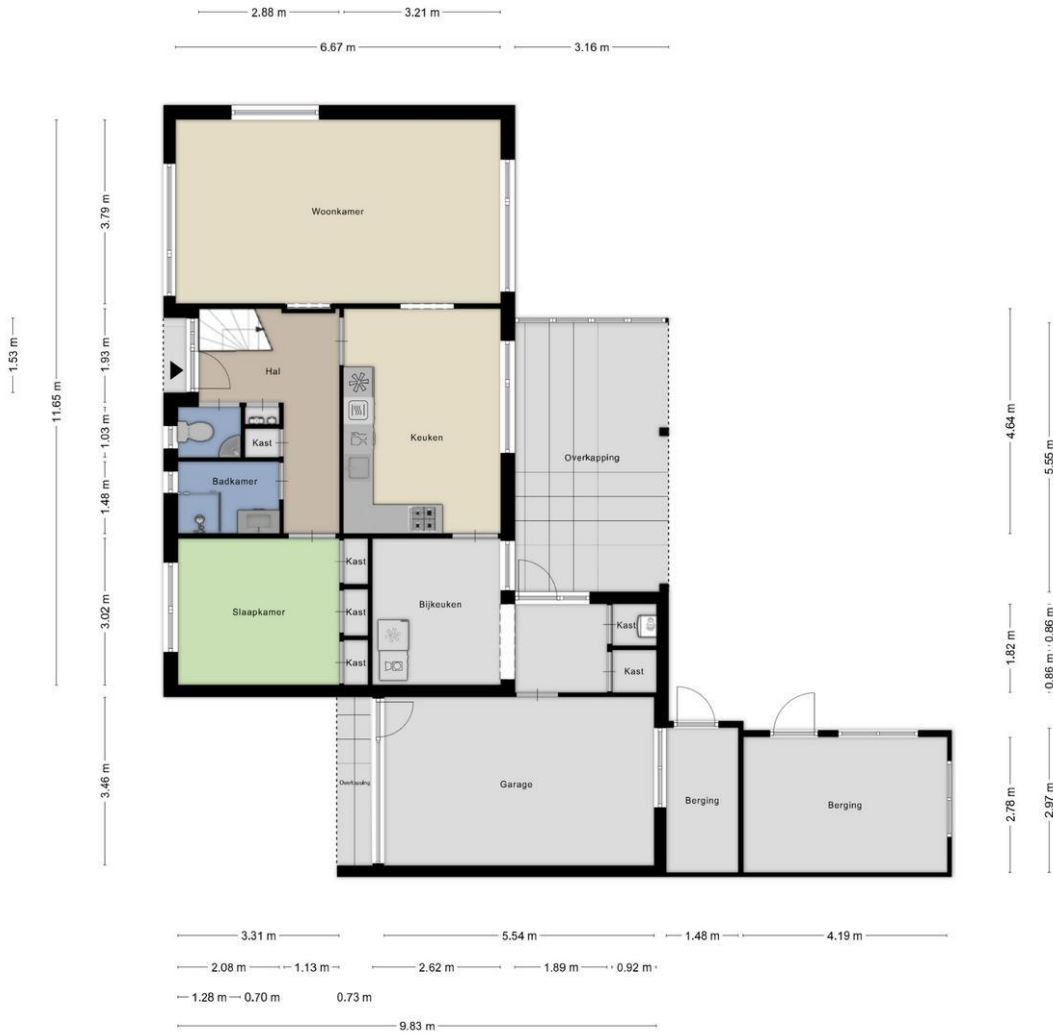 2.88 m 3.21 m
6.67 m 3.16 m
11.65 m
3.79 m
1.53 m
1.93 m
1.03 m
1.48 m
3.02 m
3.46 m
Woonkamer
Hal
Keuken
Kast
Badkamer
Overkapping
4.64 m
5.55 m
Slaapkamer
Kast
Kast
Kast
Bijkeuken
Kast
Kast
1.82 m
0.86 m
0.86 m
Overkapping
Garage
Berging
Berging
2.78 m
2.97 m
3.31 m 5.54 m 1.48 m 4.19 m
2.08 m 1.13 m 2.62 m 1.89 m 0.92 m
1.28 m 0.70 m 0.73 m
9.83 m